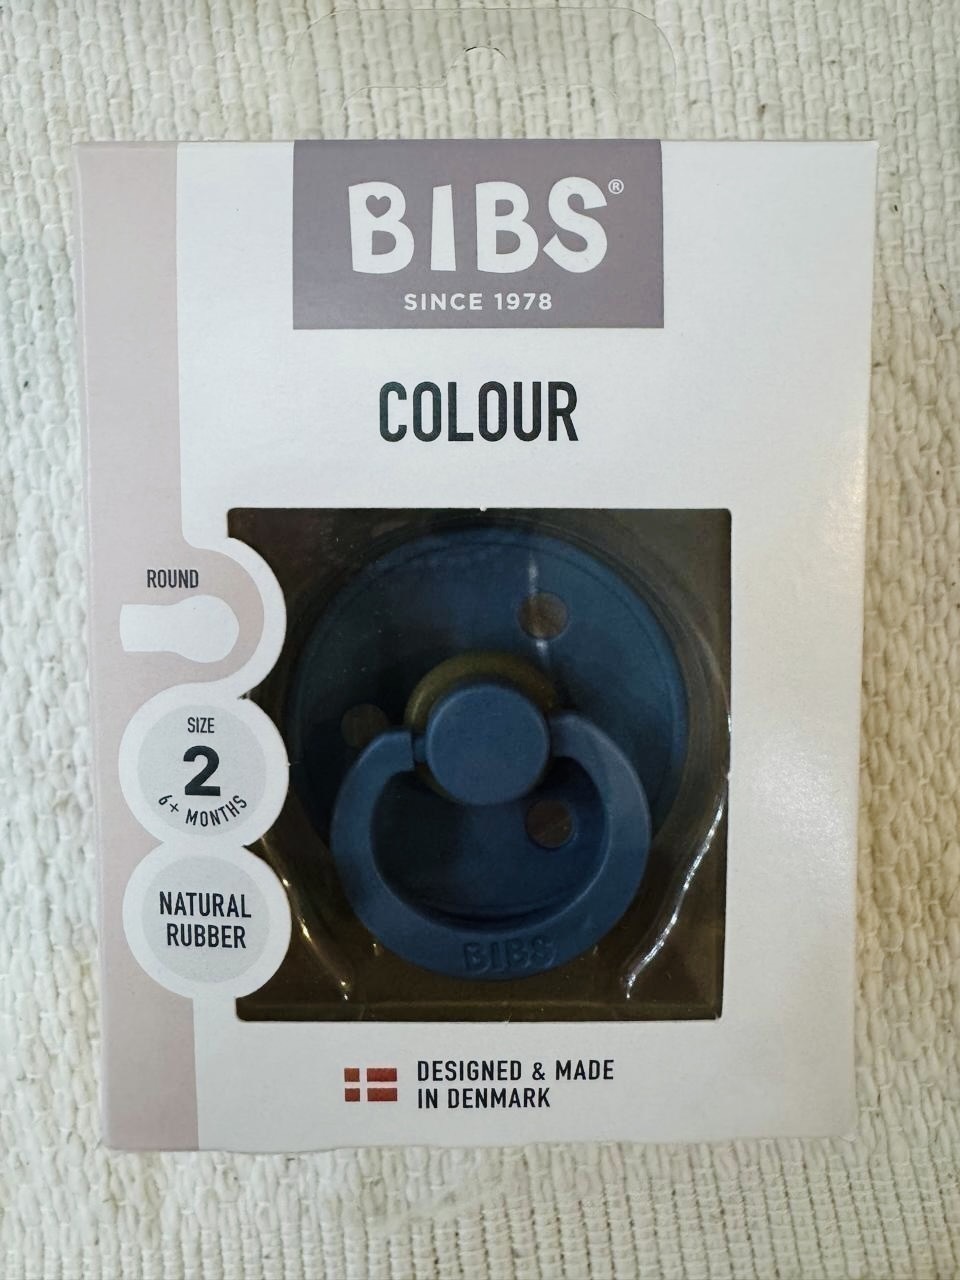 BIBS®
SINCE 1978
COLOUR
ROUND
SIZE
2
6+ MONTHS
NATURAL
RUBBER
BIBS
DESIGNED & MADE
IN DENMARK